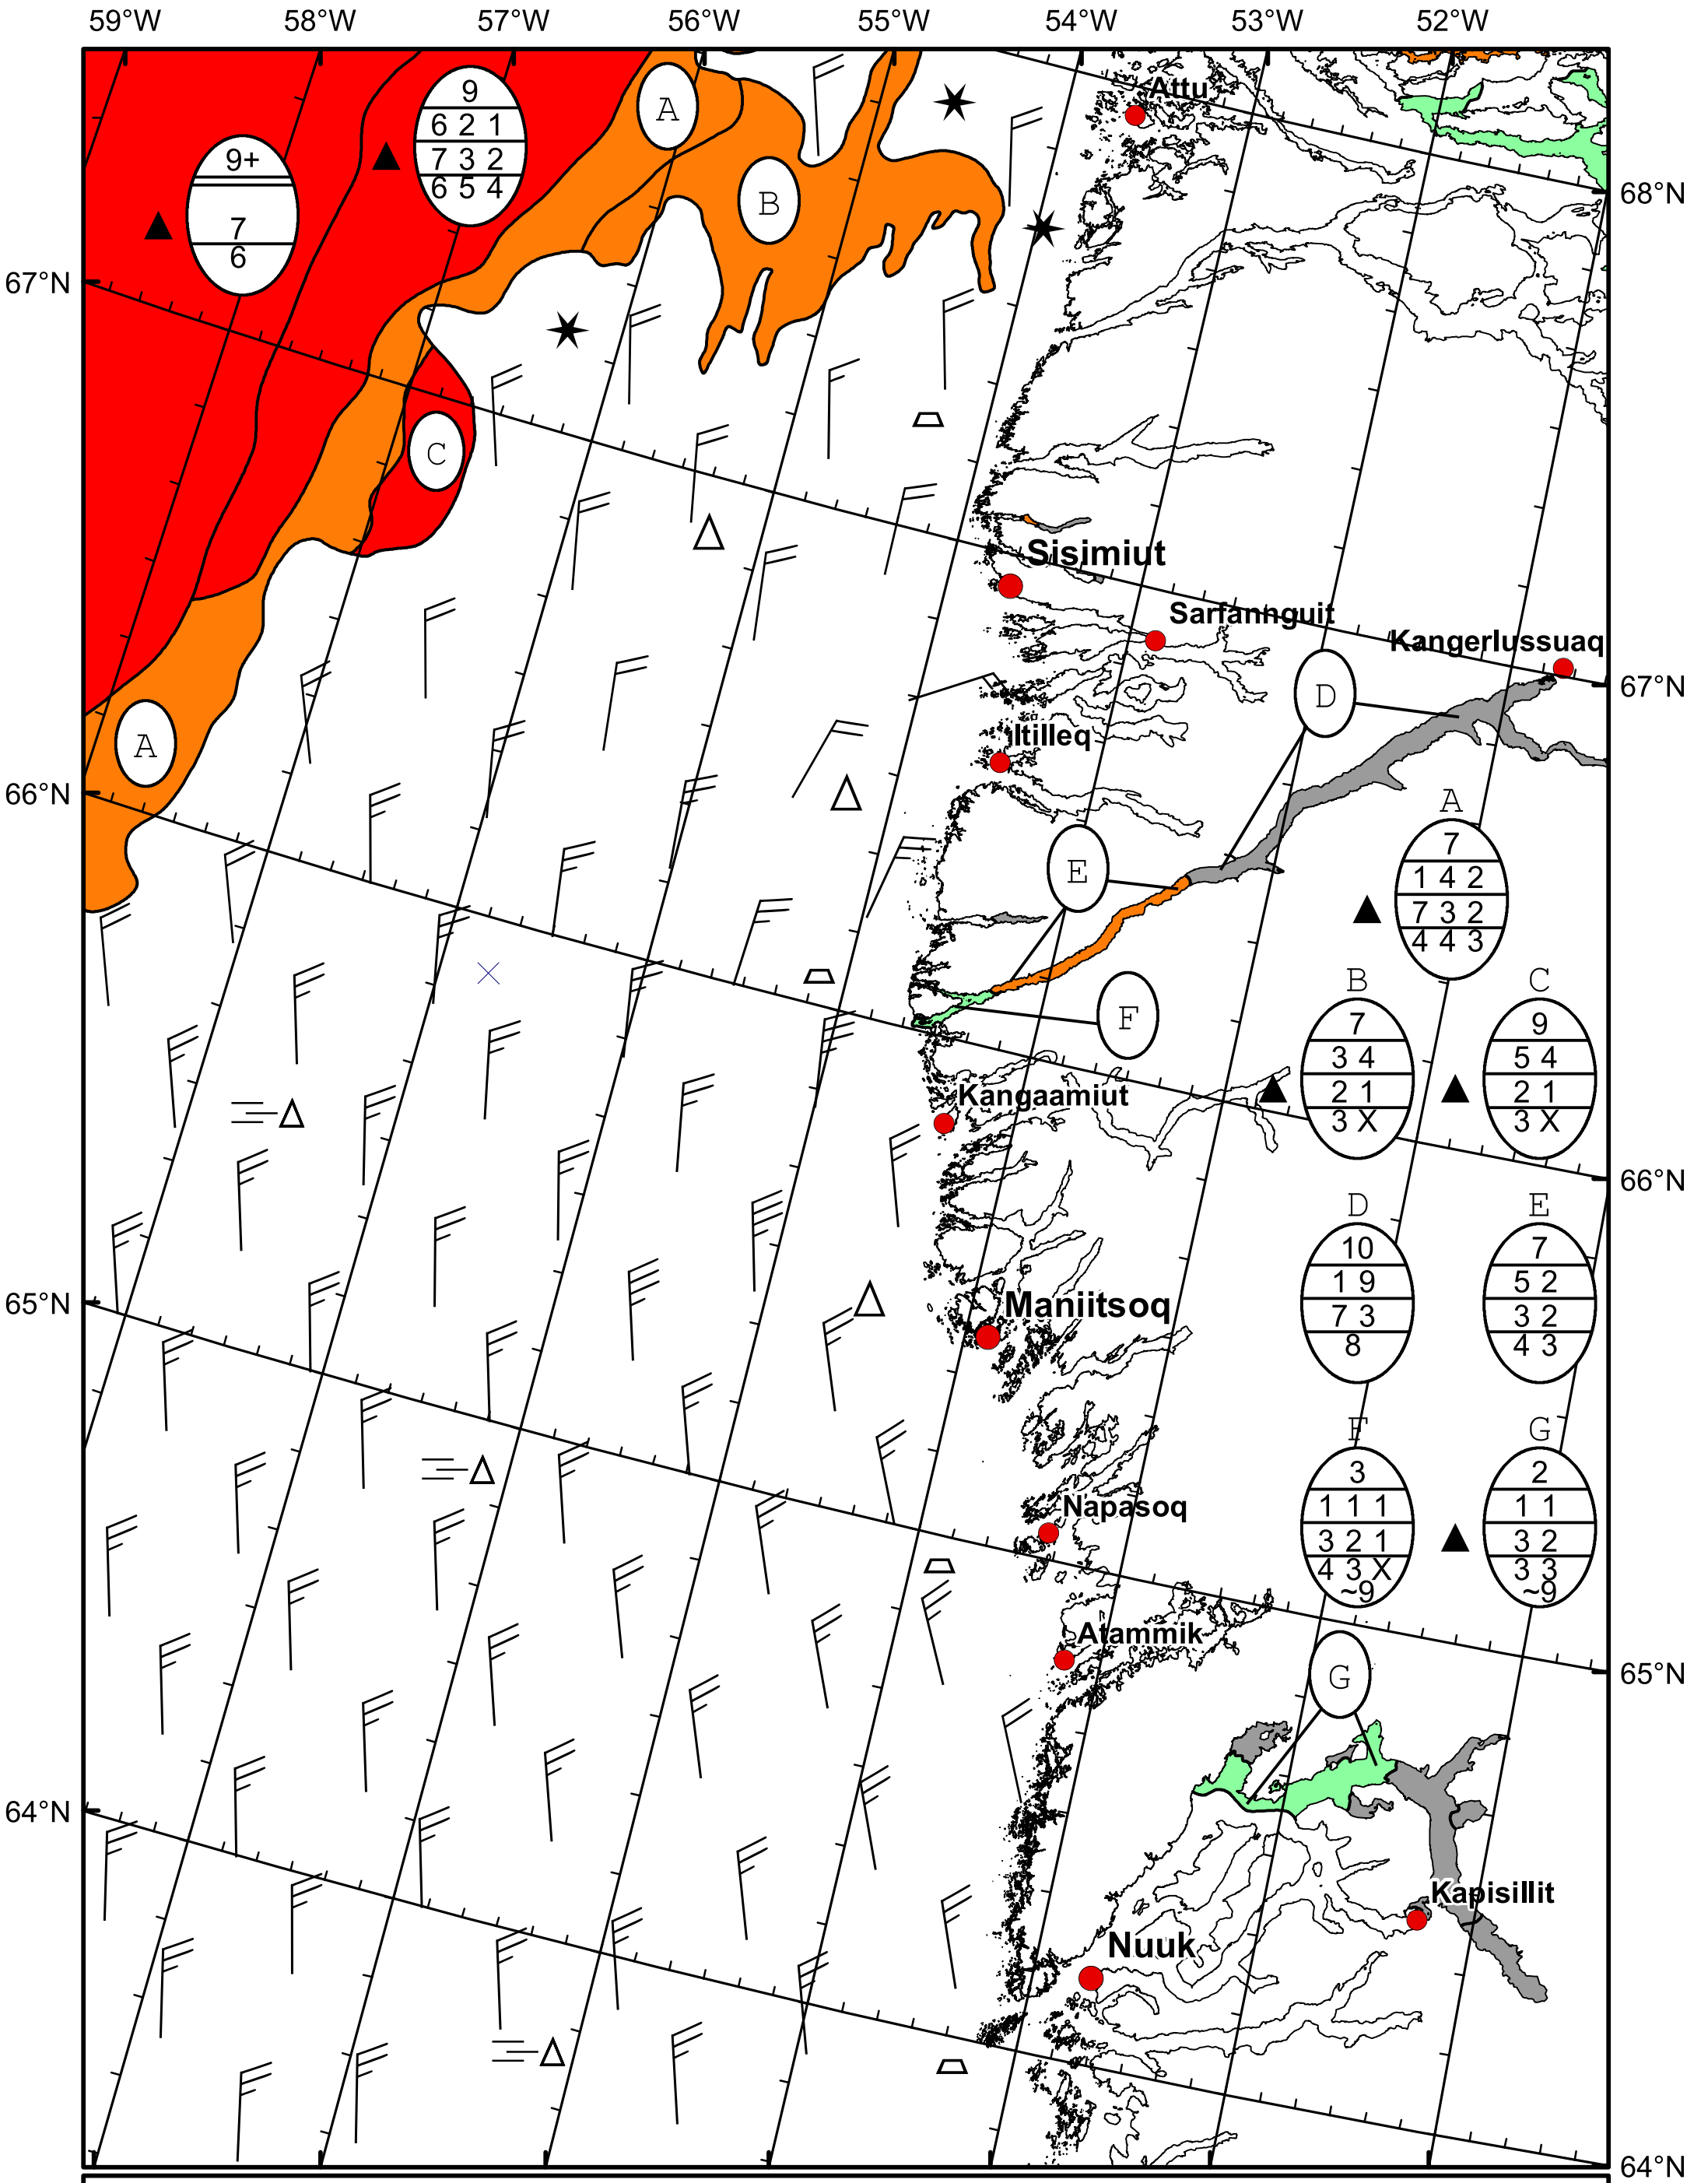 59°W 58°W 57°W 56°W 55°W 54°W 53°W 52°W
9
6 2 1
7 3 2
6 5 4
A
Attu
9+
7
6
B
68°N
67°N
C
Sisimiut
Sarfannguit
Kangerlussuaq
67°N
D
A
Itilleq
66°N
A
7
1 4 2
7 3 2
4 4 3
E
B
7
3 4
2 1
3 X
C
9
5 4
2 1
3 X
F
Kangaamiut
66°N
D
10
1 9
7 3
8
E
7
5 2
3 2
4 3
65°N
Maniitsoq
F
3
1 1 1
3 2 1
4 3 X
~9
G
2
1 1
3 2
3 3
~9
Napasoq
Atammik
65°N
G
64°N
Kapisillit
Nuuk
64°N